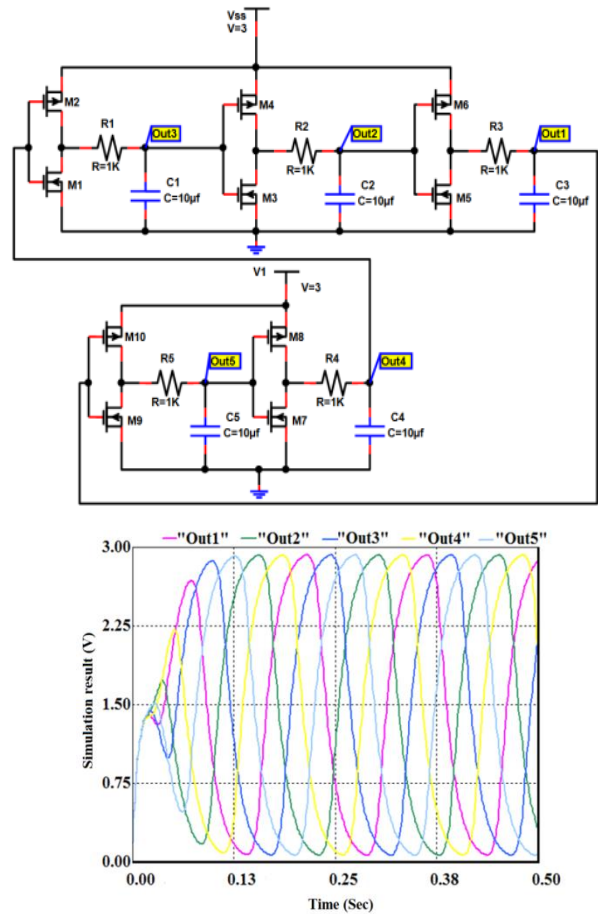 Vss
V=3
M2
M4
M6
R1
Out3
R2
Out2
R3
Out1
R=1K
R=1K
R=1K
M1
C1
C=10µf
M3
C2
C=10µf
M5
C3
C=10µf
V1
V=3
M10
M8
R5
Out5
R4
Out4
R=1K
R=1K
M9
C5
C=10µf
M7
C4
C=10µf
"Out1" "Out2" "Out3" "Out4" "Out5"
3.00
2.25
1.50
0.75
0.00
Simulation result (V)
0.00 0.13 0.25 0.38 0.50
Time (Sec)